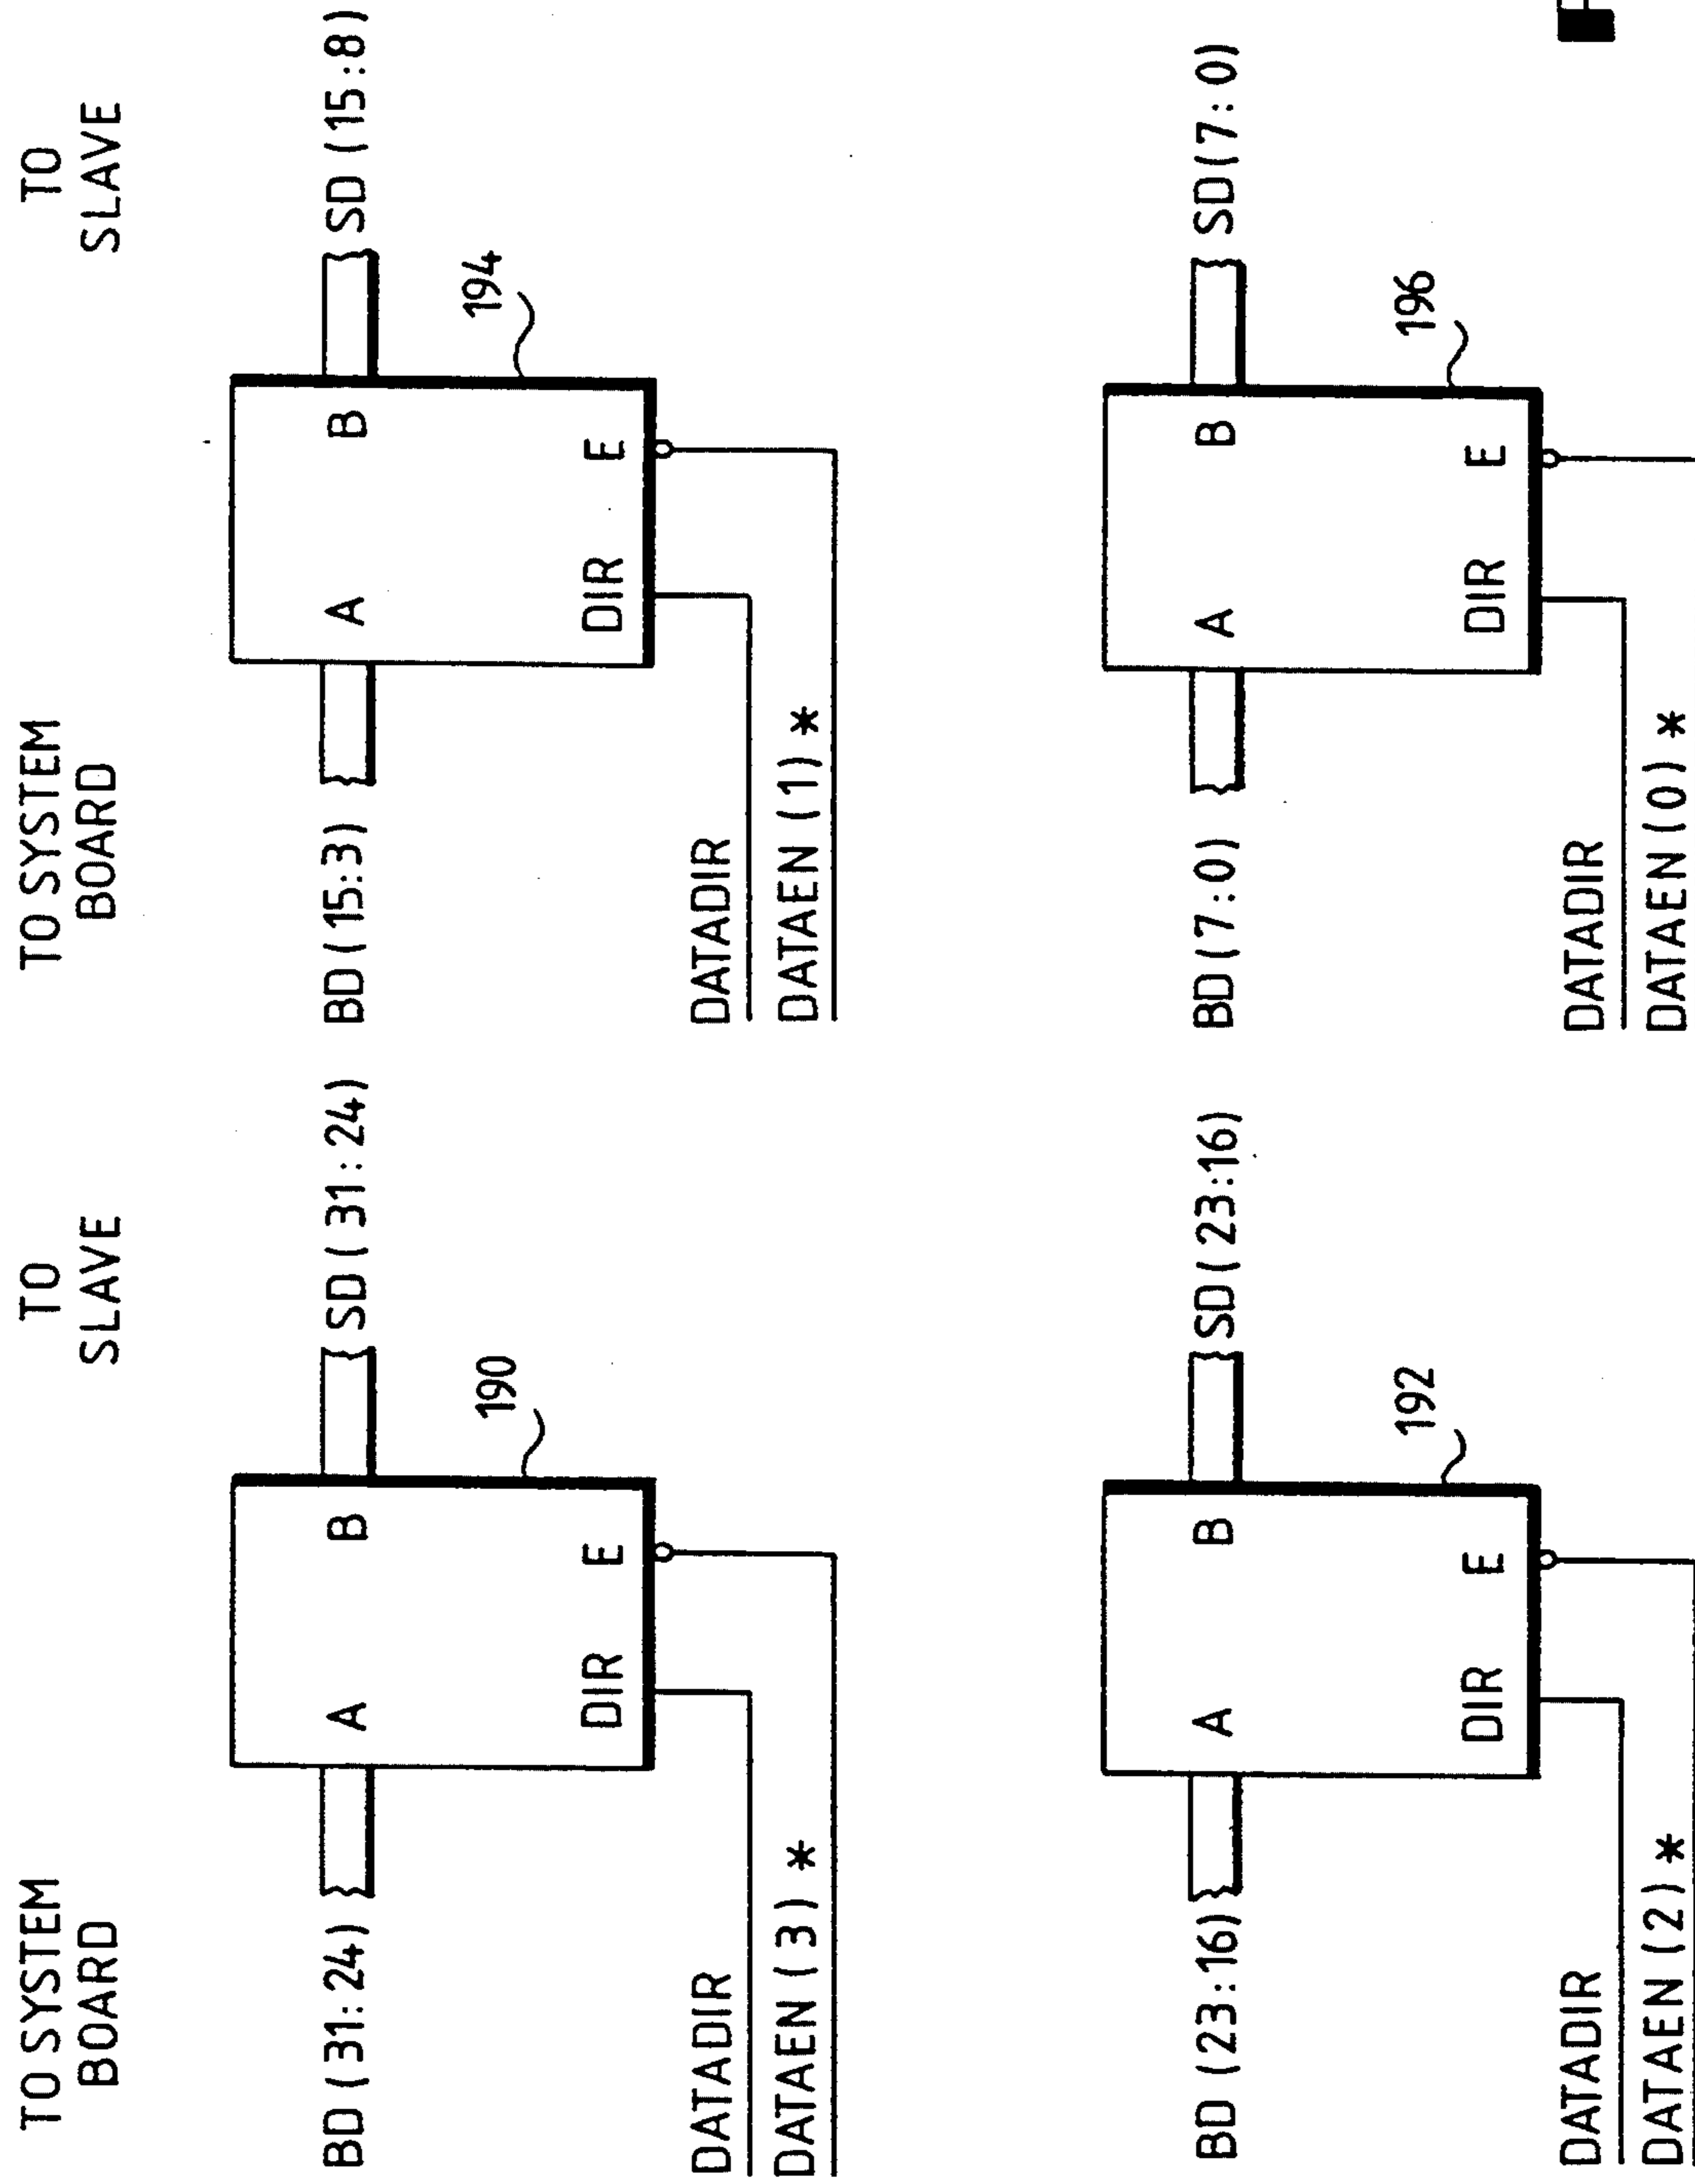 TO SYSTEM
BOARD
TO
SLAVE
BD (31:24)
SD (31:24)
A
B
190
DIR
E
DATADIR
DATAEN (3) *
BD (23:16)
SD (23:16)
A
B
192
DIR
E
DATADIR
DATAEN (2) *
TO SYSTEM
BOARD
TO
SLAVE
BD (15:3)
SD (15:8)
A
B
194
DIR
E
DATADIR
DATAEN (1) *
BD (7:0)
SD (7:0)
A
B
196
DIR
E
DATADIR
DATAEN (0) *